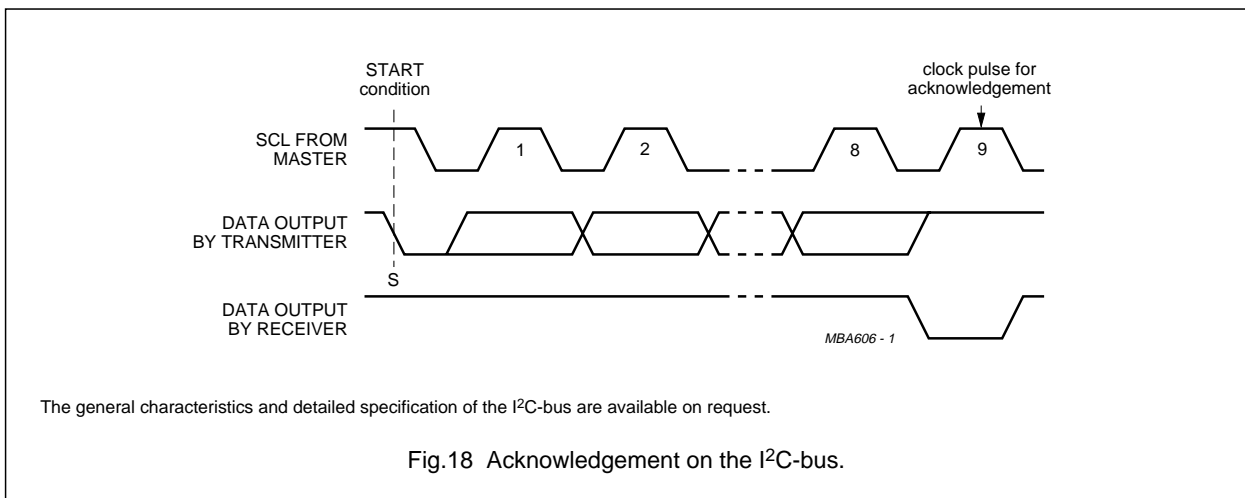 START
condition
clock pulse for
acknowledgement
SCL FROM
MASTER
1
2
8
9
DATA OUTPUT
BY TRANSMITTER
S
DATA OUTPUT
BY RECEIVER
MBA606 - 1
The general characteristics and detailed specification of the I²C-bus are available on request.
Fig.18 Acknowledgement on the I²C-bus.